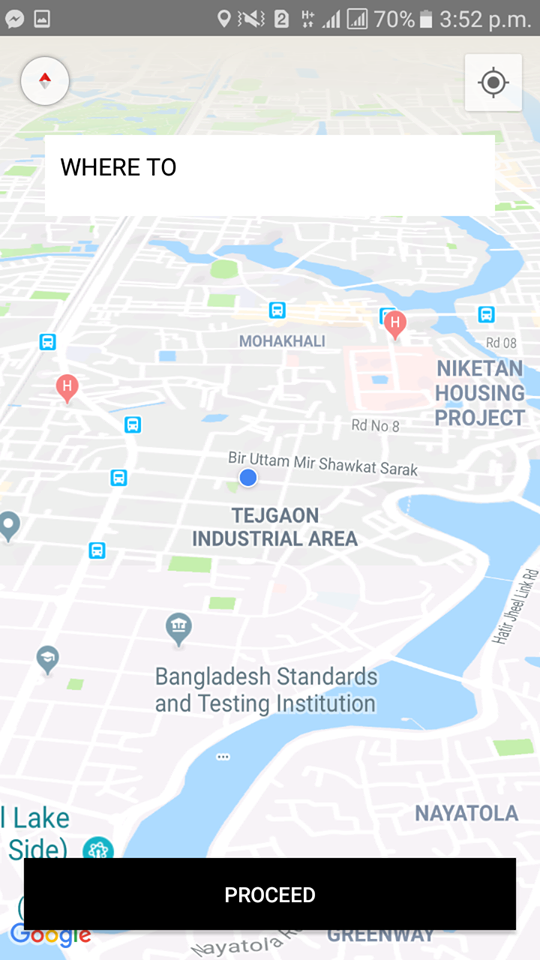 2 H+ 70% 3:52 p.m.
WHERE TO
H
MOHAKHALI
Rd 08
NIKETAN
HOUSING
PROJECT
H
Rd No 8
Bir Uttam Mir Shawkat Sarak
TEJGAON
INDUSTRIAL AREA
Hatir Jheel Link Rd
Bangladesh Standards
and Testing Institution
l Lake
Side)
NAYATOLA
PROCEED
(
Google
Nayatola
GREENWAY